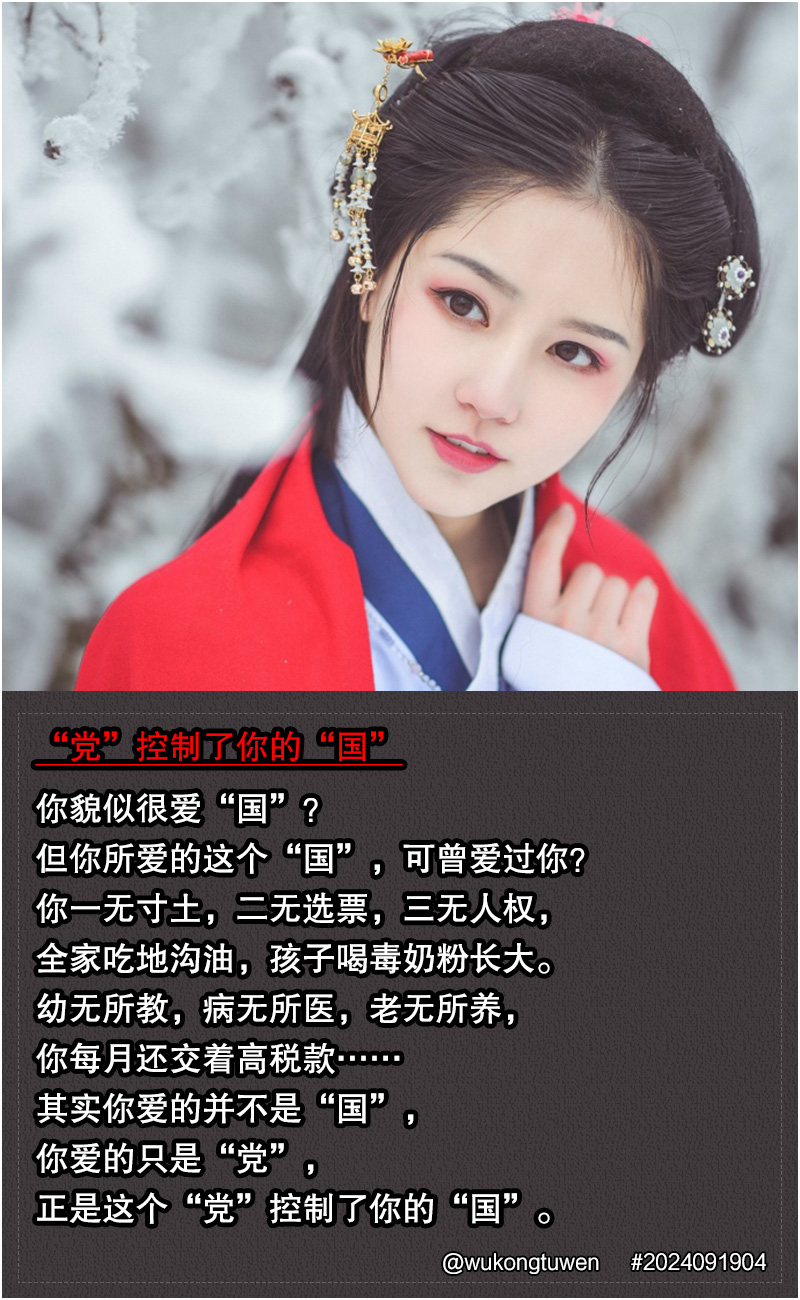 “党”控制了你的“国”
你貌似很爱“国”?
但你所爱的这个“国”，可曾爱过你?
你一无寸土，二无选票，三无人权，
全家吃地沟油，孩子喝毒奶粉长大。
幼无所教，病无所医，老无所养，
你每月还交着高税款……
其实你爱的并不是“国”，
你爱的只是“党”，
正是这个“党”控制了你的“国”。
@wukongtuwen #2024091904